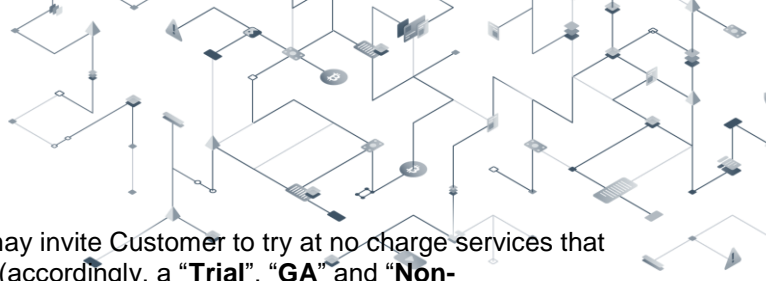 may invite Customer to try at no charge services that
(accordingly, a “Trial”, “GA” and “Non-